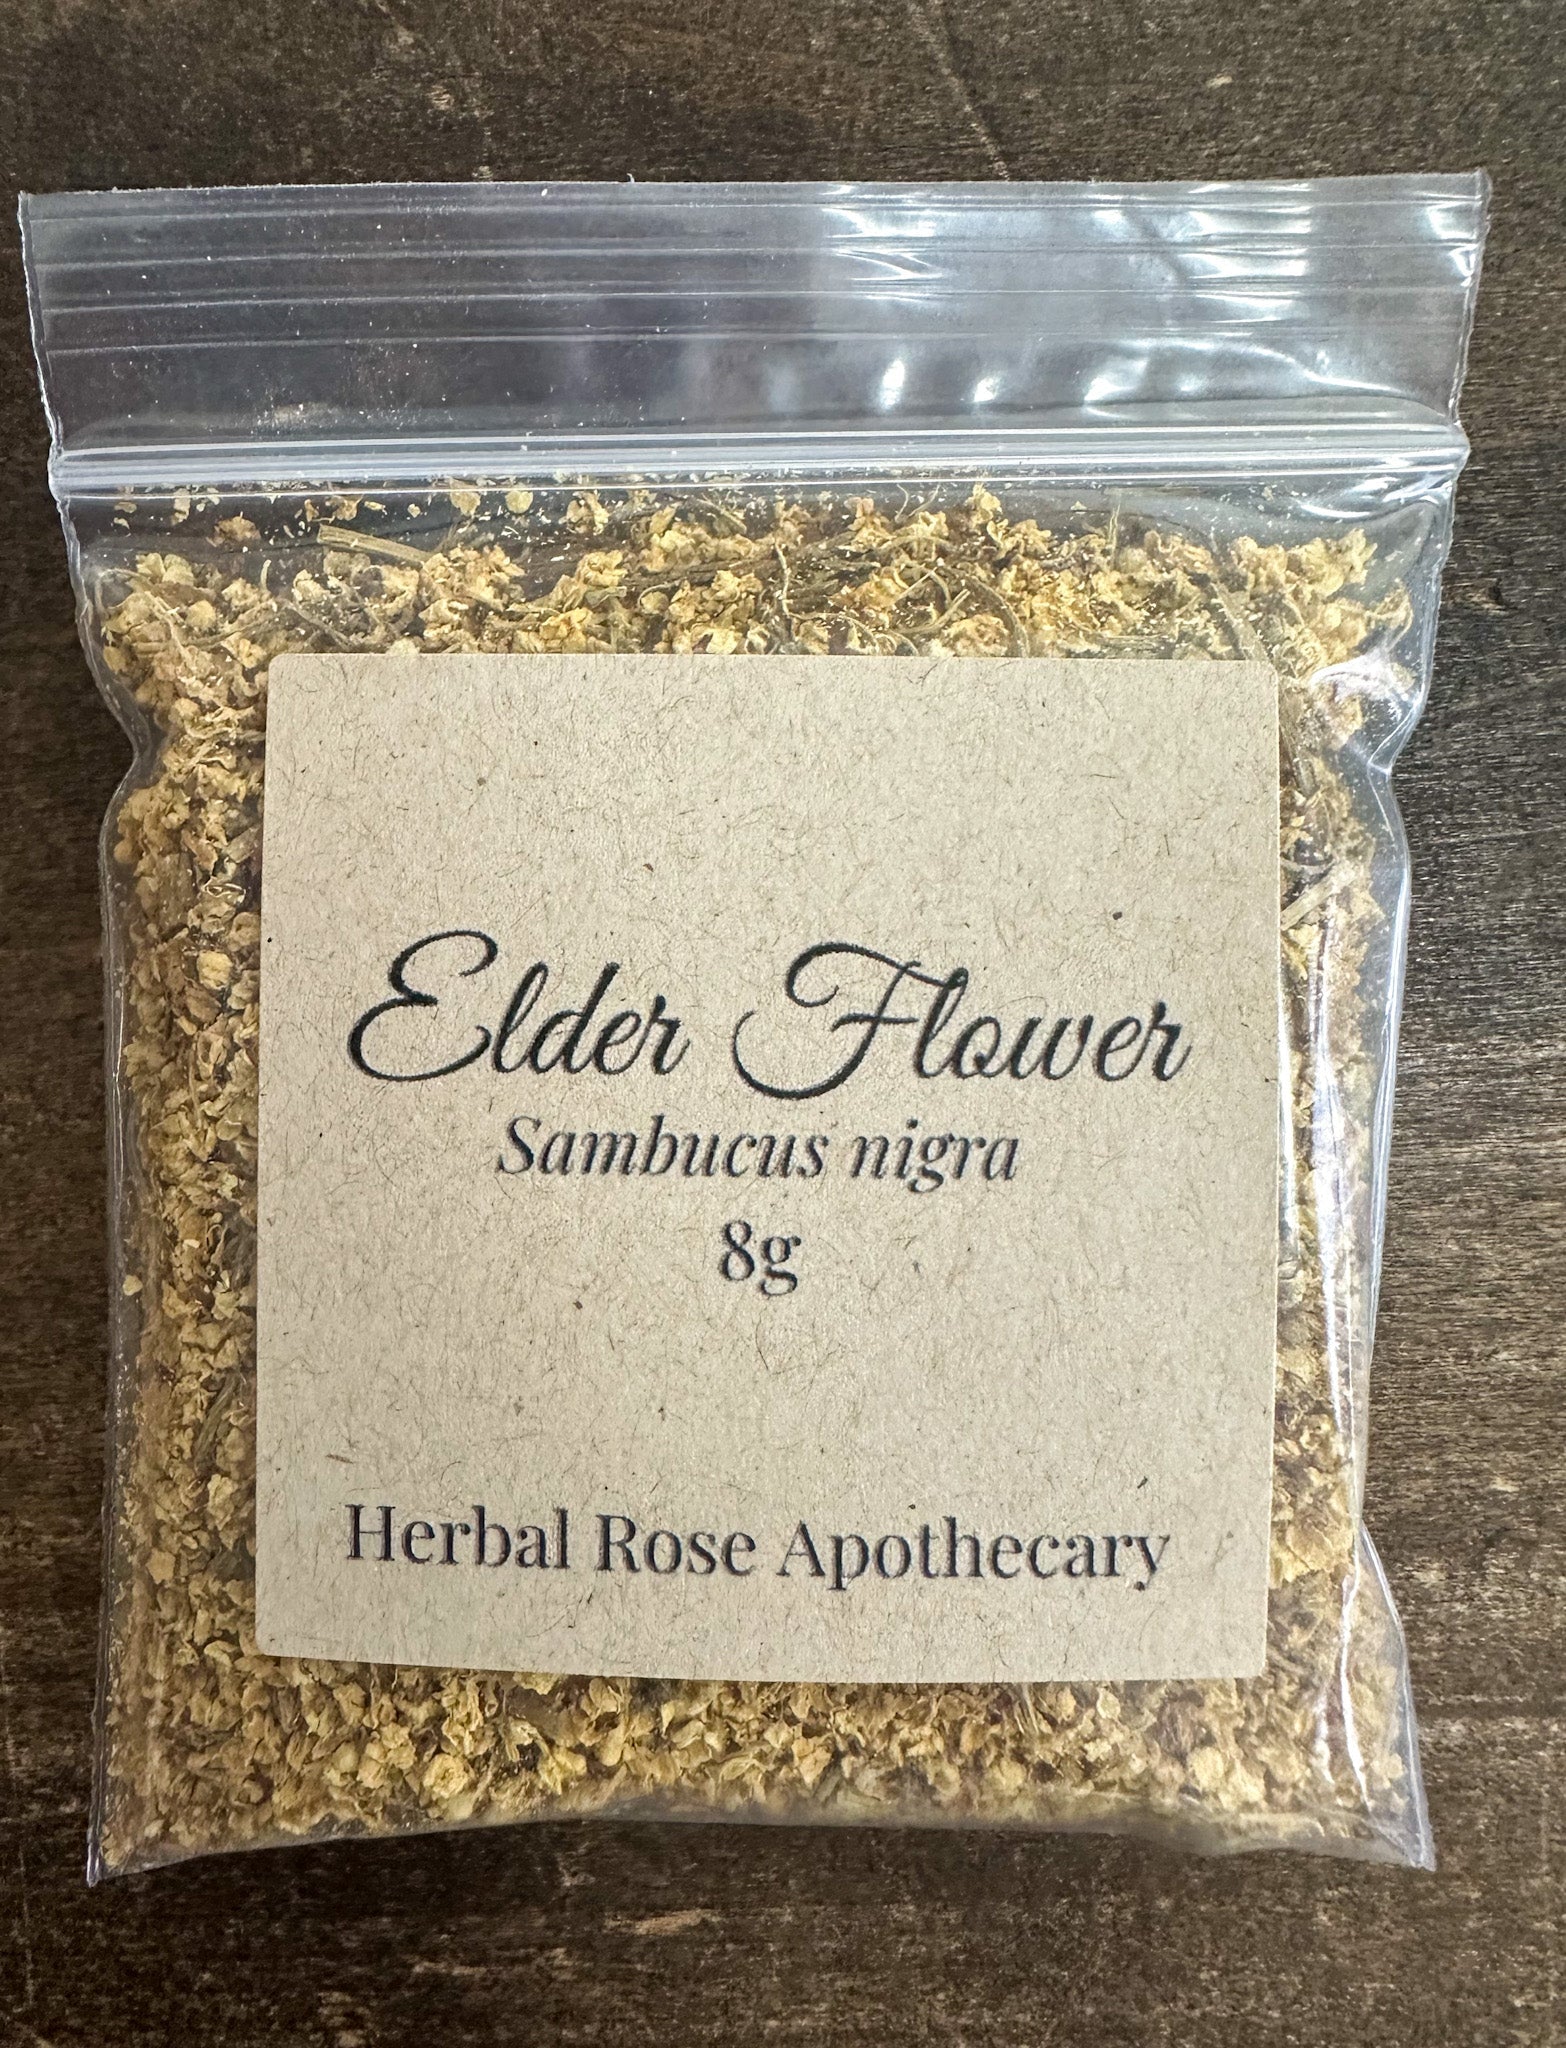 Elder Flower
Sambucus nigra
8g
Herbal Rose Apothecary